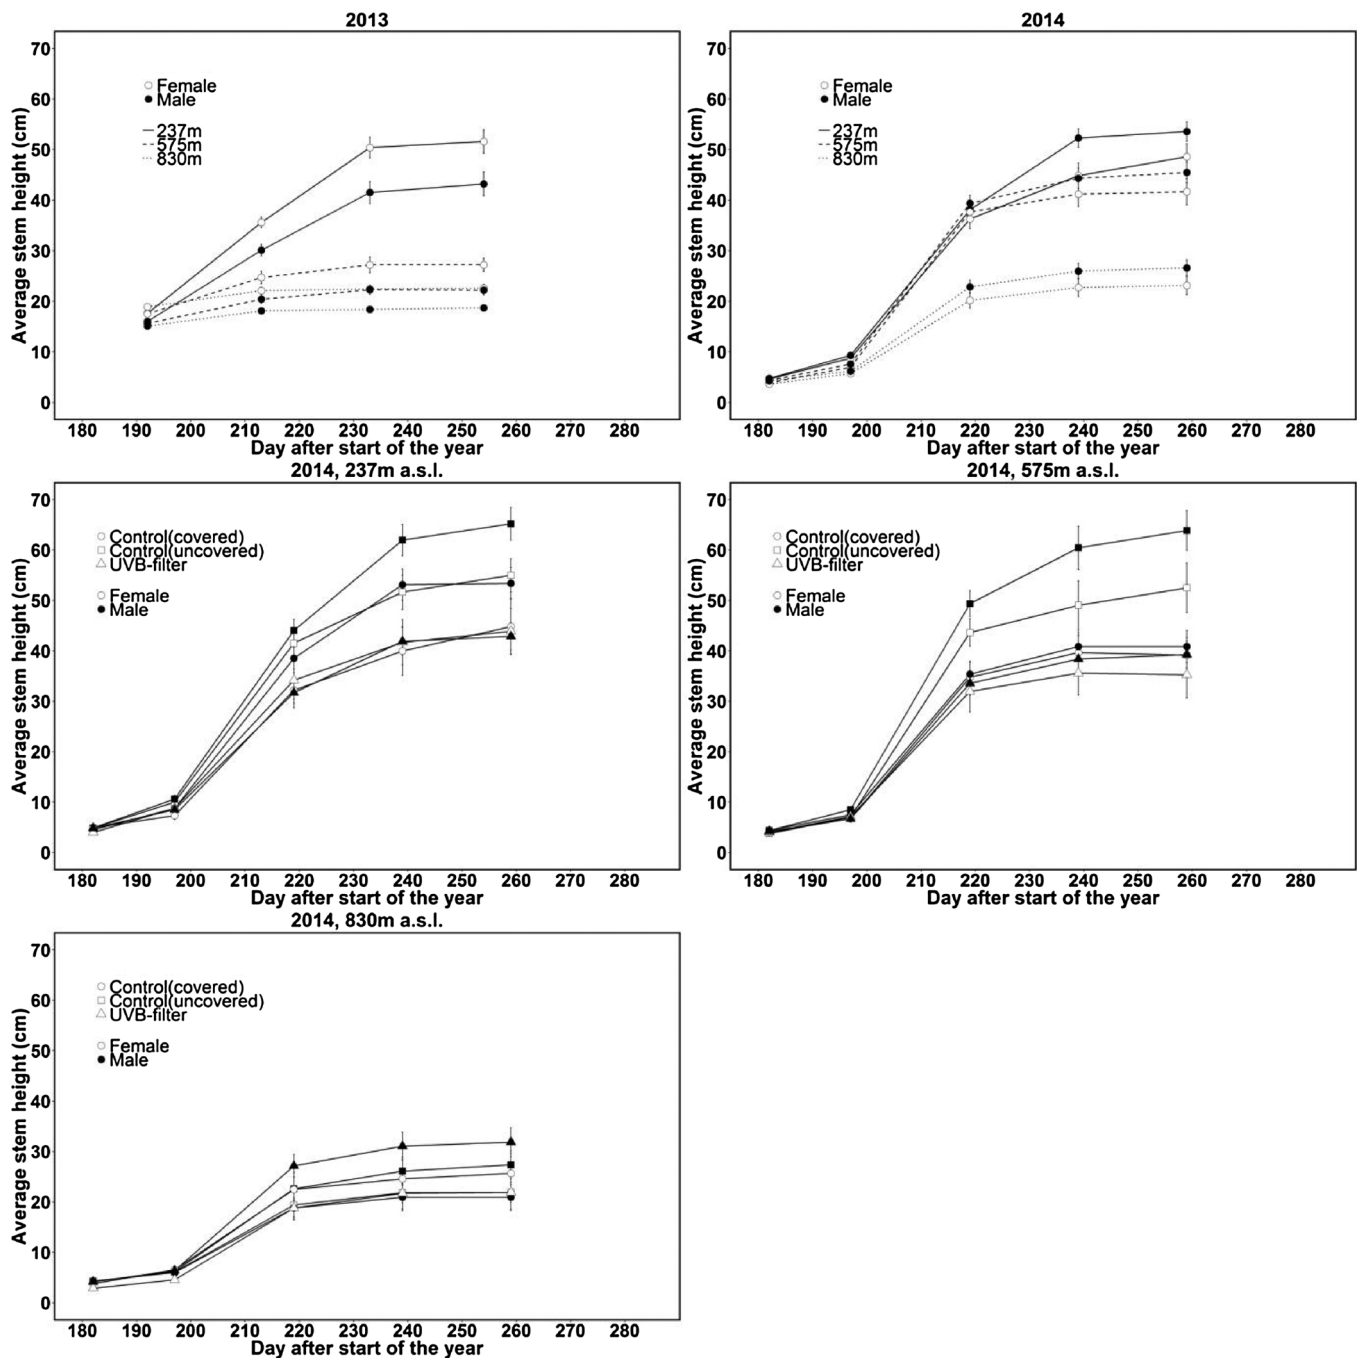 2013
70
60
50
40
30
20
10
0
Average stem height (cm)
Female
Male
237m
575m
830m
180 190 200 210 220 230 240 250 260 270 280
Day after start of the year
2014
70
60
50
40
30
20
10
0
Average stem height (cm)
Female
Male
237m
575m
830m
180 190 200 210 220 230 240 250 260 270 280
Day after start of the year
2014, 237m a.s.l.
70
60
50
40
30
20
10
0
Average stem height (cm)
Control(covered)
Control(uncovered)
UVB-filter
Female
Male
180 190 200 210 220 230 240 250 260 270 280
Day after start of the year
2014, 575m a.s.l.
70
60
50
40
30
20
10
0
Average stem height (cm)
Control(covered)
Control(uncovered)
UVB-filter
Female
Male
180 190 200 210 220 230 240 250 260 270 280
Day after start of the year
2014, 830m a.s.l.
70
60
50
40
30
20
10
0
Average stem height (cm)
Control(covered)
Control(uncovered)
UVB-filter
Female
Male
180 190 200 210 220 230 240 250 260 270 280
Day after start of the year